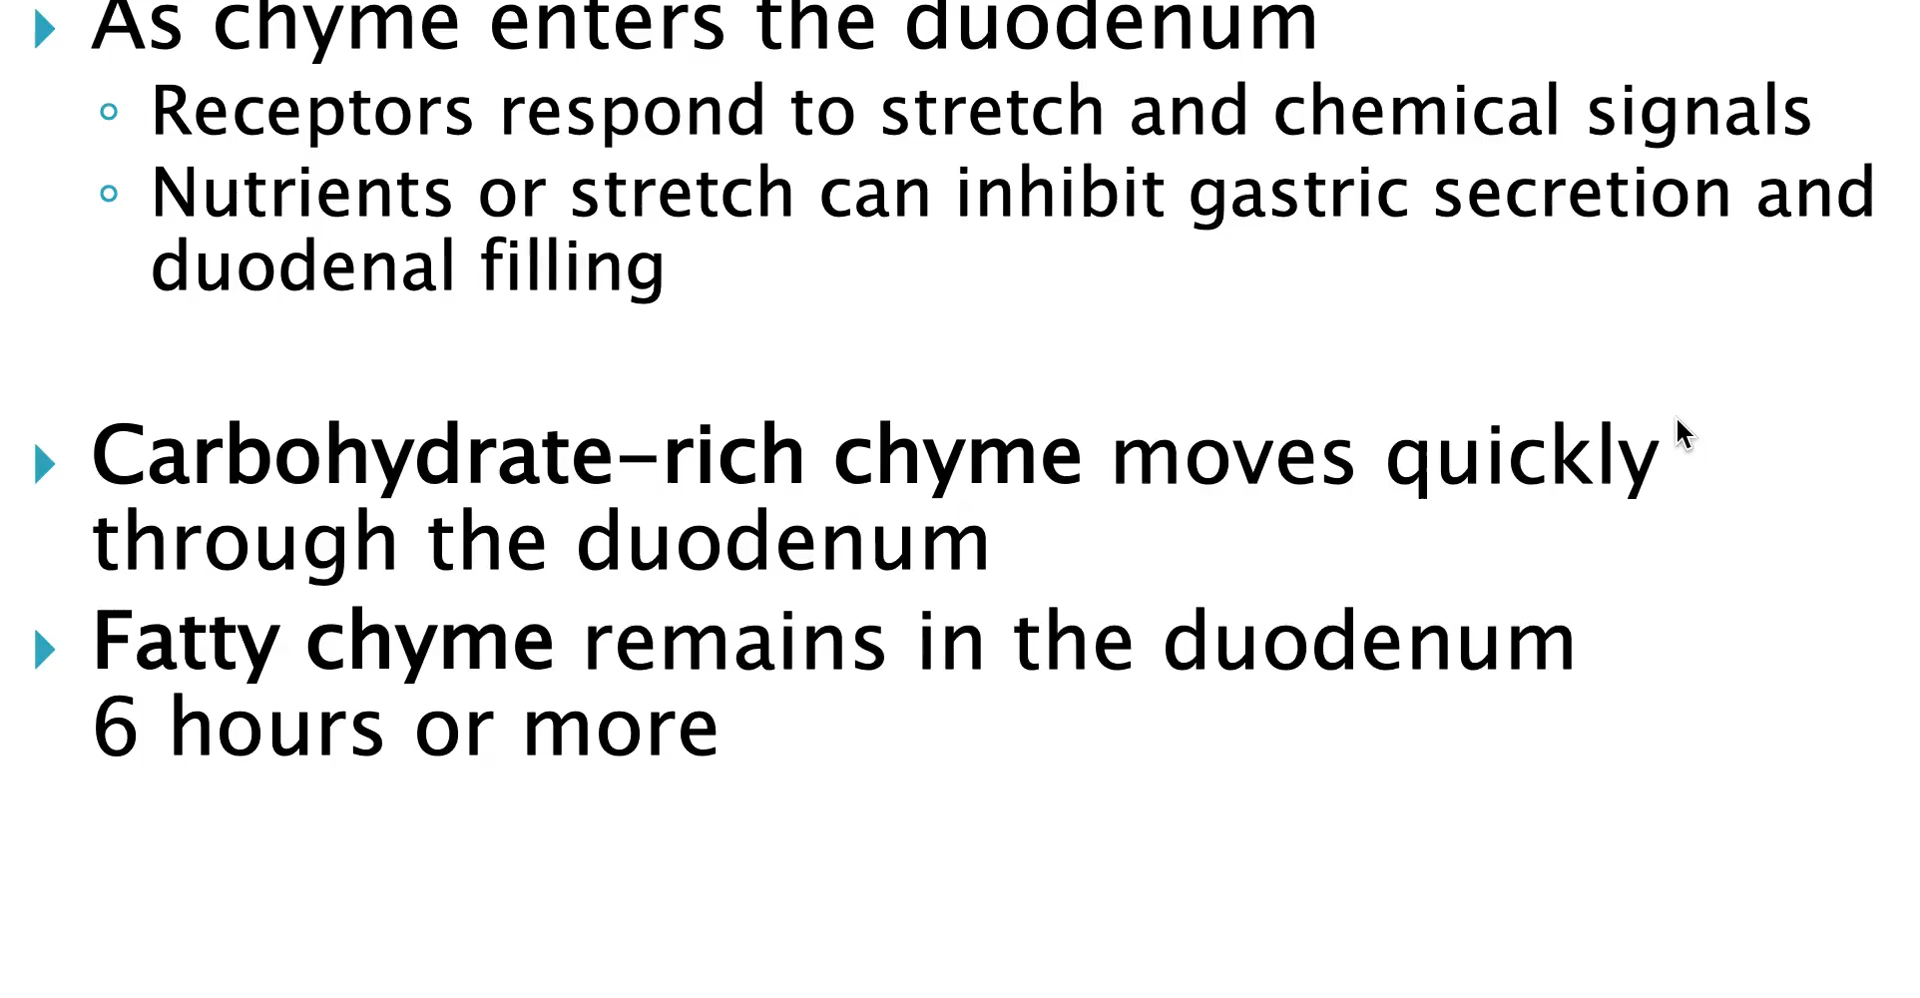 As chyme enters the duodenum
Receptors respond to stretch and chemical signals
Nutrients or stretch can inhibit gastric secretion and
duodenal filling
Carbohydrate-rich chyme moves quickly
through the duodenum
Fatty chyme remains in the duodenum
6 hours or more